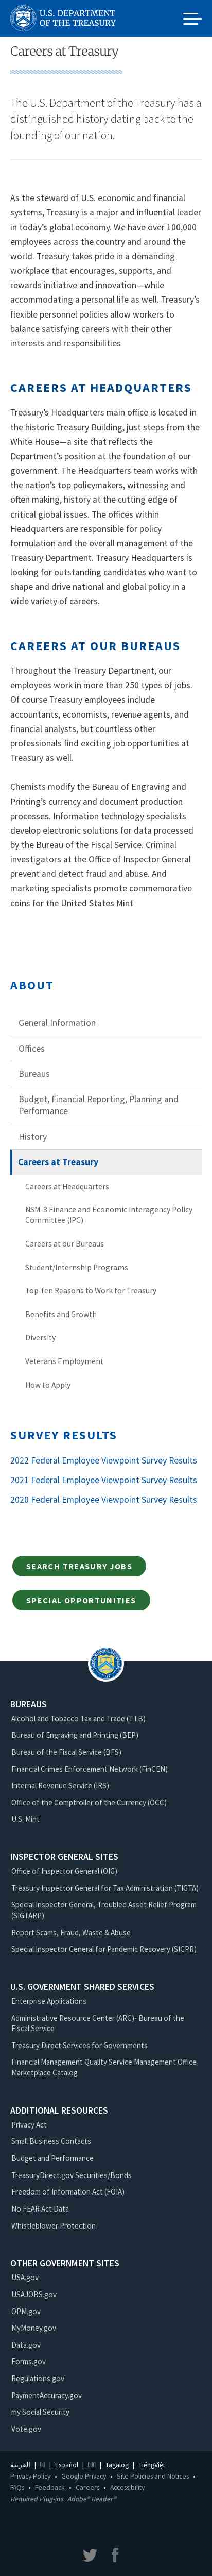 U.S. DEPARTMENT
OF THE TREASURY
Careers at Treasury
The U.S. Department of the Treasury has a
distinguished history dating back to the
founding of our nation.
As the steward of U.S. economic and financial
systems, Treasury is a major and influential leader
in today's global economy. We have over 100,000
employees across the country and around the
world. Treasury takes pride in a demanding
workplace that encourages, supports, and
rewards initiative and innovation—while
accommodating a personal life as well. Treasury's
flexible personnel policies allow workers to
balance satisfying careers with their other
interests and responsibilities
CAREERS AT HEADQUARTERS
Treasury's Headquarters main office is located in
the historic Treasury Building, just steps from the
White House—a site that reflects the
Department's position at the foundation of our
government. The Headquarters team works with
the nation's top policymakers, witnessing and
often making, history at the cutting edge of
critical global issues. The offices within
Headquarters are responsible for policy
formulation and the overall management of the
Treasury Department. Treasury Headquarters is
looking for outstanding candidates who want to
shape and drive national and global policy in a
wide variety of careers.
CAREERS AT OUR BUREAUS
Throughout the Treasury Department, our
employees work in more than 250 types of jobs.
Of course Treasury employees include
accountants, economists, revenue agents, and
financial analysts, but countless other
professionals find exciting job opportunities at
Treasury as well.
Chemists modify the Bureau of Engraving and
Printing's currency and document production
processes. Information technology specialists
develop electronic solutions for data processed
by the Bureau of the Fiscal Service. Criminal
investigators at the Office of Inspector General
prevent and detect fraud and abuse. And
marketing specialists promote commemorative
coins for the United States Mint
ABOUT
General Information
Offices
Bureaus
Budget, Financial Reporting, Planning and
Performance
History
Careers at Treasury
Careers at Headquarters
NSM-3 Finance and Economic Interagency Policy
Committee (IPC)
Careers at our Bureaus
Student/Internship Programs
Top Ten Reasons to Work for Treasury
Benefits and Growth
Diversity
Veterans Employment
How to Apply
SURVEY RESULTS
2022 Federal Employee Viewpoint Survey Results
2021 Federal Employee Viewpoint Survey Results
2020 Federal Employee Viewpoint Survey Results
SEARCH TREASURY JOBS
SPECIAL OPPORTUNITIES
BUREAUS
Alcohol and Tobacco Tax and Trade (TTB)
Bureau of Engraving and Printing (BEP)
Bureau of the Fiscal Service (BFS)
Financial Crimes Enforcement Network (FinCEN)
Internal Revenue Service (IRS)
Office of the Comptroller of the Currency (OCC)
U.S. Mint
INSPECTOR GENERAL SITES
Office of Inspector General (OIG)
Treasury Inspector General for Tax Administration (TIGTA)
Special Inspector General, Troubled Asset Relief Program
(SIGTARP)
Report Scams, Fraud, Waste & Abuse
Special Inspector General for Pandemic Recovery (SIGPR)
U.S. GOVERNMENT SHARED SERVICES
Enterprise Applications
Administrative Resource Center (ARC)- Bureau of the
Fiscal Service
Treasury Direct Services for Governments
Financial Management Quality Service Management Office
Marketplace Catalog
ADDITIONAL RESOURCES
Privacy Act
Small Business Contacts
Budget and Performance
TreasuryDirect.gov Securities/Bonds
Freedom of Information Act (FOIA)
No FEAR Act Data
Whistleblower Protection
OTHER GOVERNMENT SITES
USA.gov
USAJOBS.gov
OPM.gov
MyMoney.gov
Data.gov
Forms.gov
Regulations.gov
PaymentAccuracy.gov
my Social Security
Vote.gov
العربية | | Español | | Tagalog | TiếngViệt
Privacy Policy • Google Privacy • Site Policies and Notices •
FAQs • Feedback • Careers • Accessibility
Required Plug-ins Adobe® Reader®